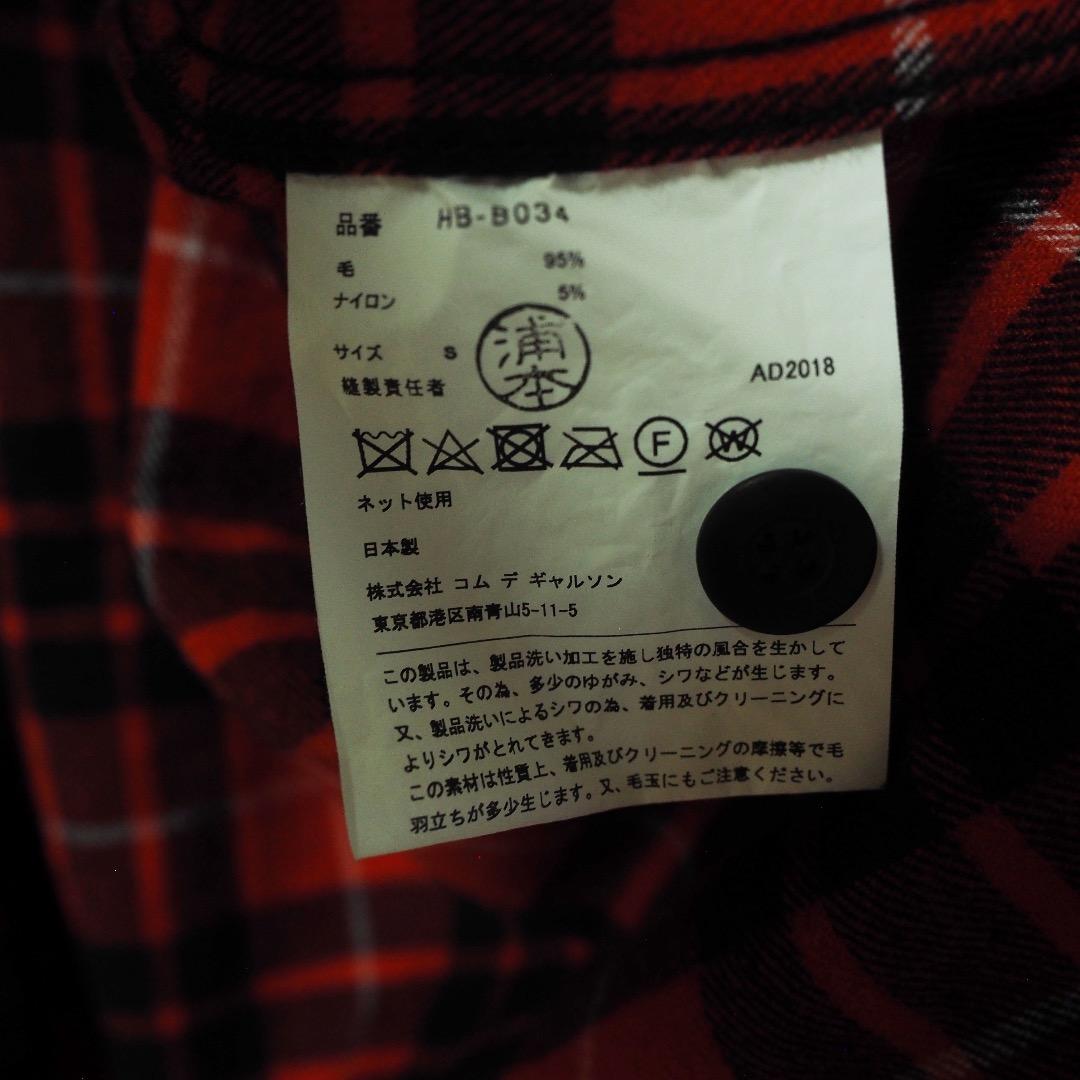 品番 HB-B034
毛 95%
ナイロン 5%
サイズ S
浦本
縫製責任者
AD2018
F
W
ネット使用
日本製
株式会社 コム デ ギャルソン
東京都港区南青山5-11-5
この製品は、製品洗い加工を施し独特の風合を生かして
います。その為、多少のゆがみ、シワなどが生じます。
又、製品洗いによるシワの為、着用及びクリーニングに
よりシワがとれてきます。
この素材は性質上、着用及びクリーニングの摩擦等で毛
羽立ちが多少生じます。又、毛玉にもご注意ください。